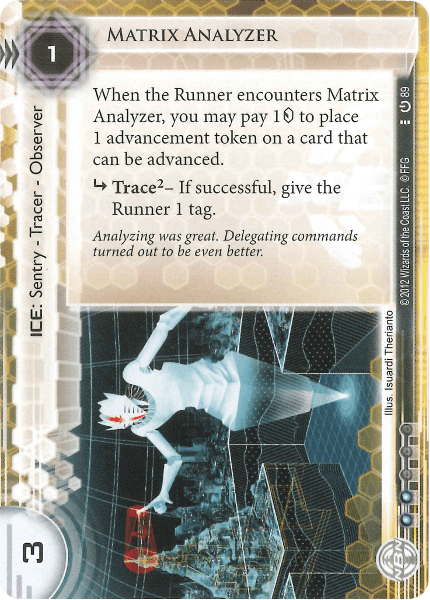 1
MATRIX ANALYZER
When the Runner encounters Matrix
Analyzer, you may pay 1 to place
1 advancement token on a card that
can be advanced.
Trace2– If successful, give the
Runner 1 tag.
Analyzing was great. Delegating commands
turned out to be even better.
ICE: Sentry - Tracer - Observer
3
89
© 2012 Wizards of the Coast LLC. © FFG
Illus. Isuardi Therianto
NBN